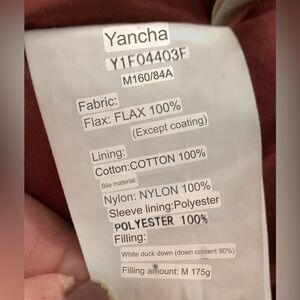 Yancha
Y1F04403F
M160/84A
Fabric:
Flax: FLAX 100%
(Except coating)
Lining:
Cotton:COTTON 100%
Bile material:
Nylon: NYLON 100%
Sleeve lining:Polyester
POLYESTER 100%
Filling:
White duck down (down content 90%)
Filling amount: M 175g